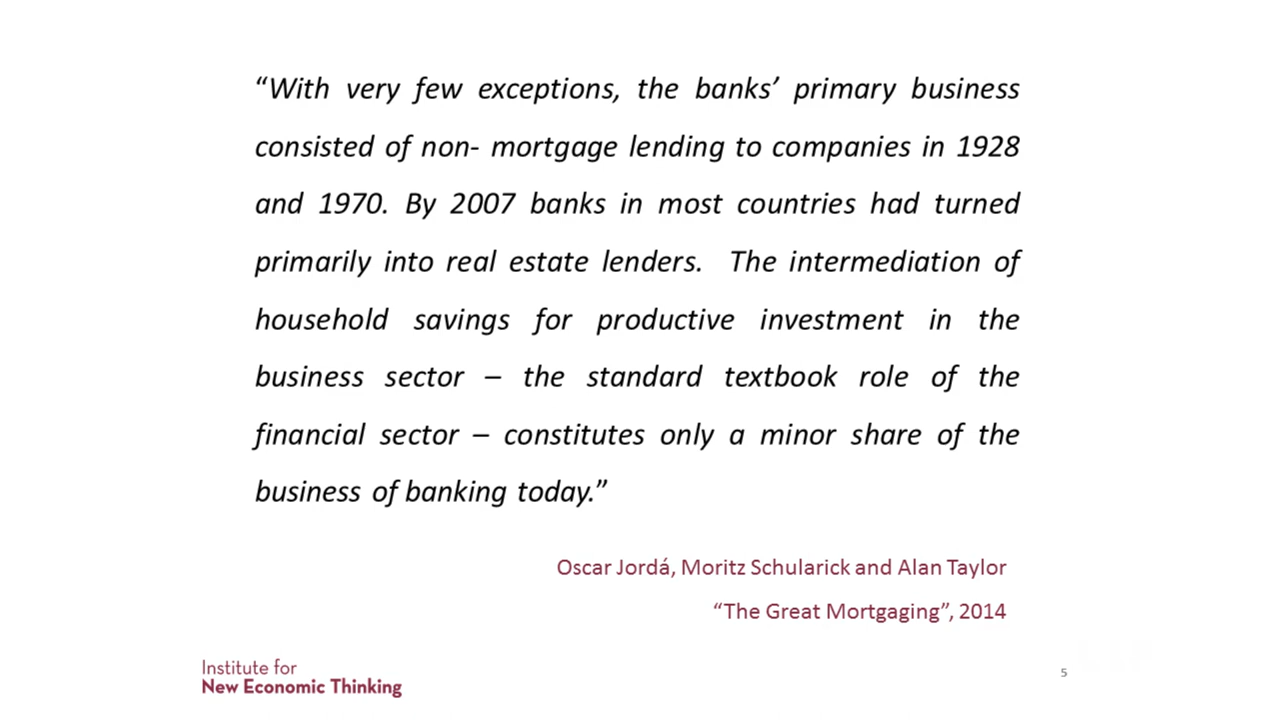 “With very few exceptions, the banks’ primary business
consisted of non- mortgage lending to companies in 1928
and 1970. By 2007 banks in most countries had turned
primarily into real estate lenders. The intermediation of
household savings for productive investment in the
business sector – the standard textbook role of the
financial sector – constitutes only a minor share of the
business of banking today.”
Oscar Jordá, Moritz Schularick and Alan Taylor
“The Great Mortgaging”, 2014
Institute for
New Economic Thinking
5